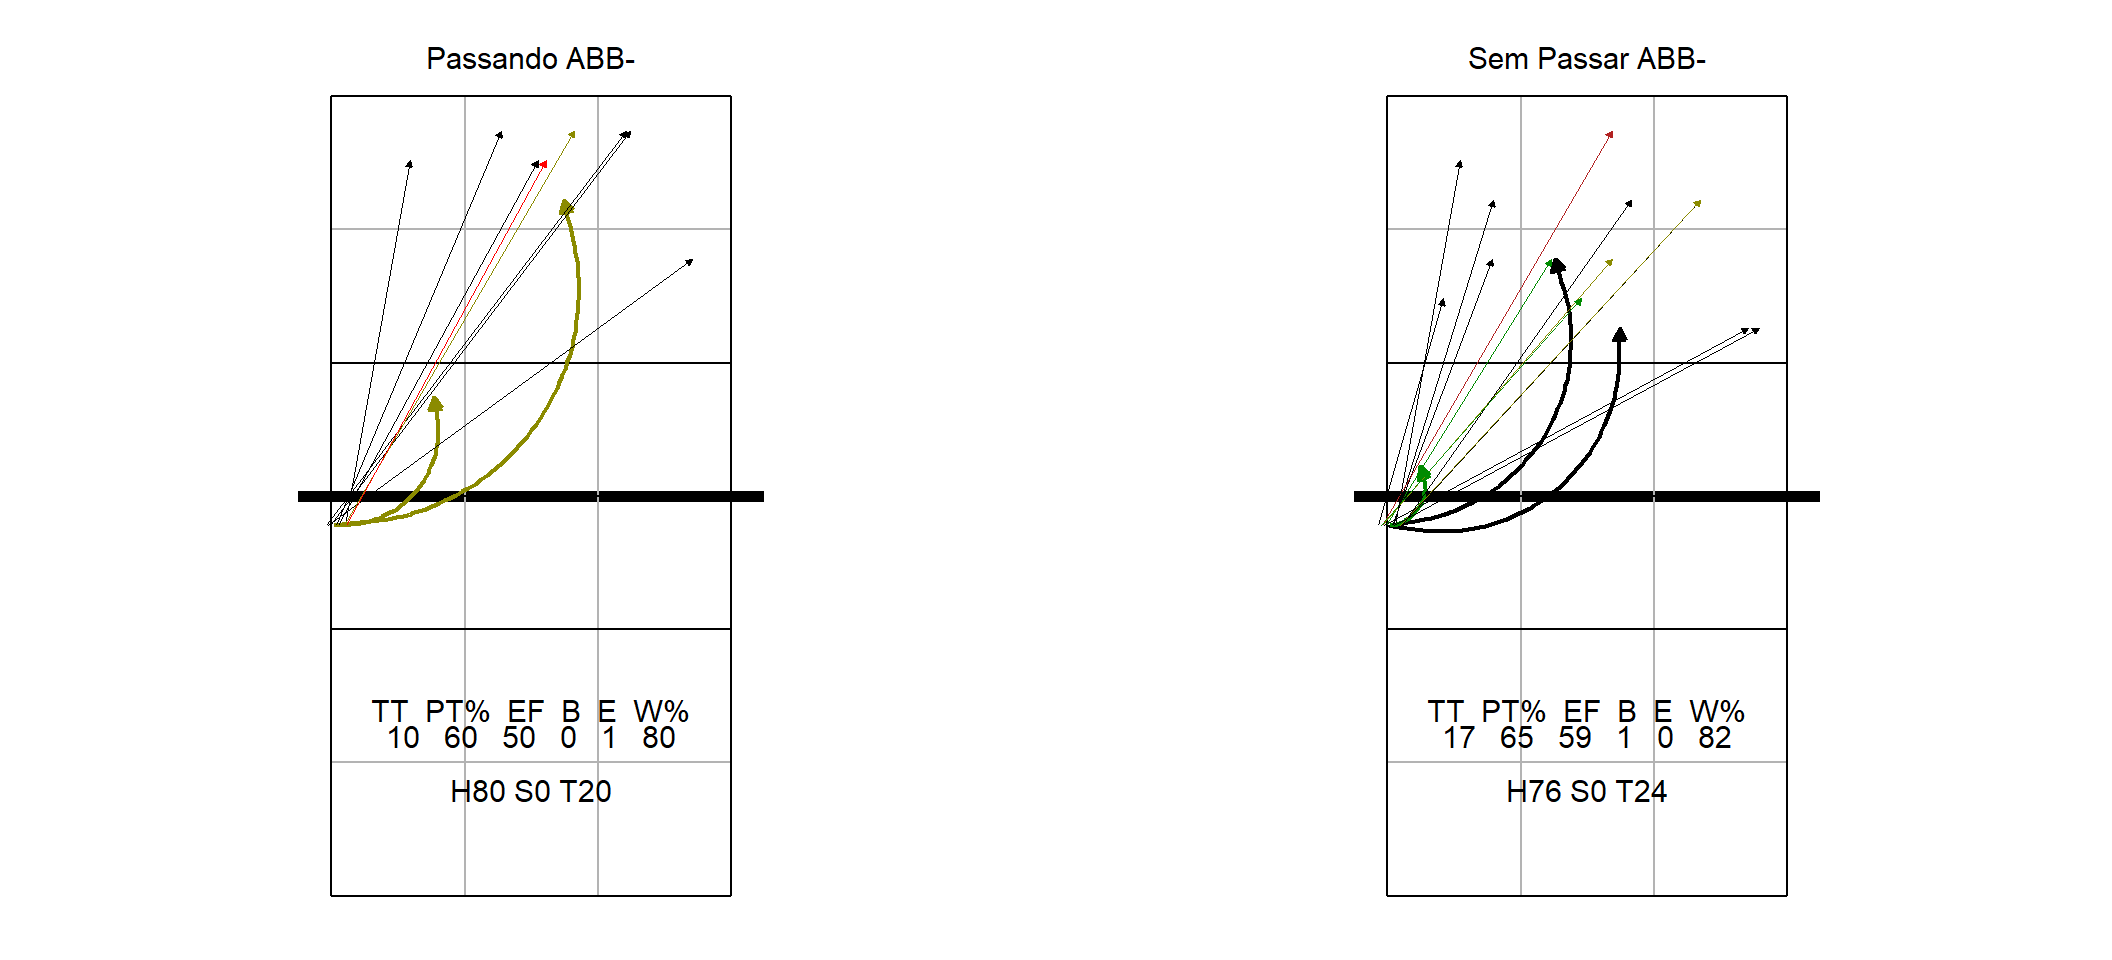 Passando ABB-
TT PT% EF B E W%
10 60 50 0 1 80
H80 S0 T20
Sem Passar ABB-
TT PT% EF B E W%
17 65 59 1 0 82
H76 S0 T24